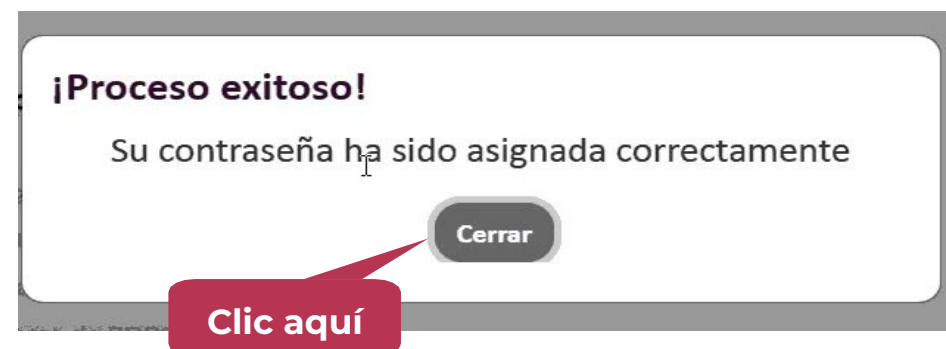 ¡Proceso exitoso!
Su contraseña ha sido asignada correctamente
Cerrar
Clic aquí